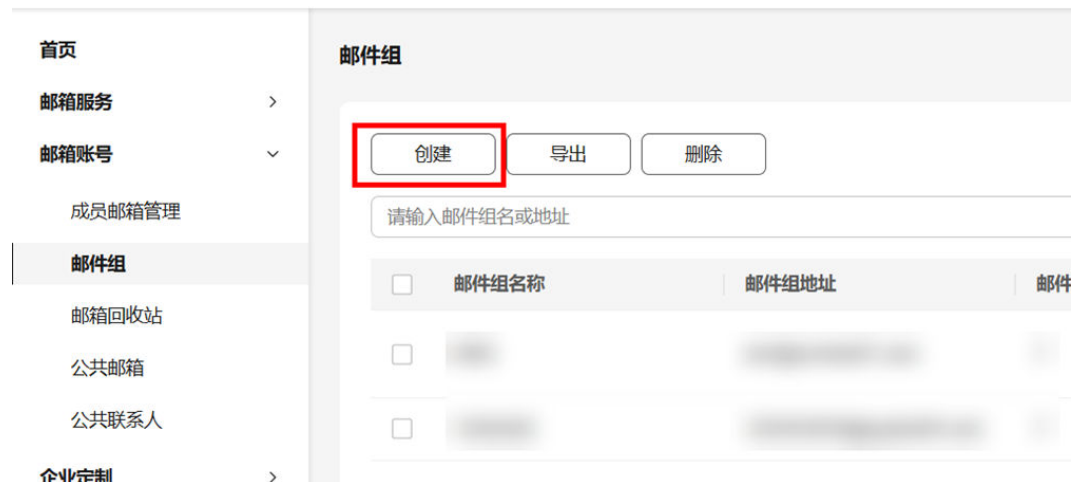 首页
邮箱服务
邮箱账号
成员邮箱管理
邮件组
邮箱回收站
公共邮箱
公共联系人
企业定制
邮件组
创建 导出 删除
请输入邮件组名或地址
邮件组名称 邮件组地址 邮件